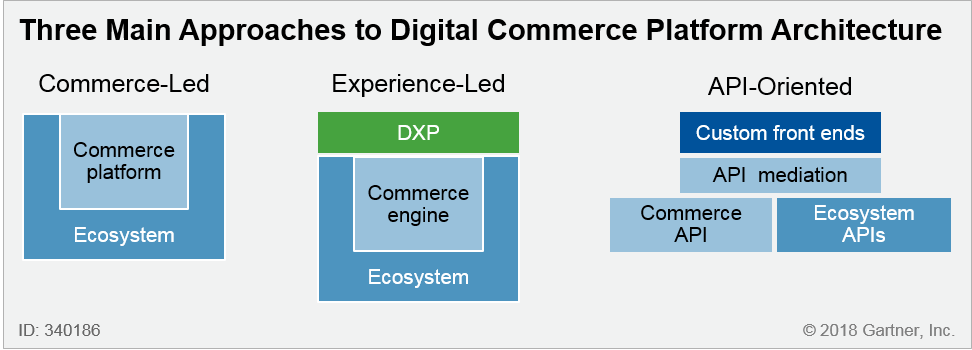 Three Main Approaches to Digital Commerce Platform Architecture
Commerce-Led
Commerce
platform
Ecosystem
Experience-Led
DXP
Commerce
engine
Ecosystem
API-Oriented
Custom front ends
API mediation
Commerce
API
Ecosystem
APIs
ID: 340186
© 2018 Gartner, Inc.